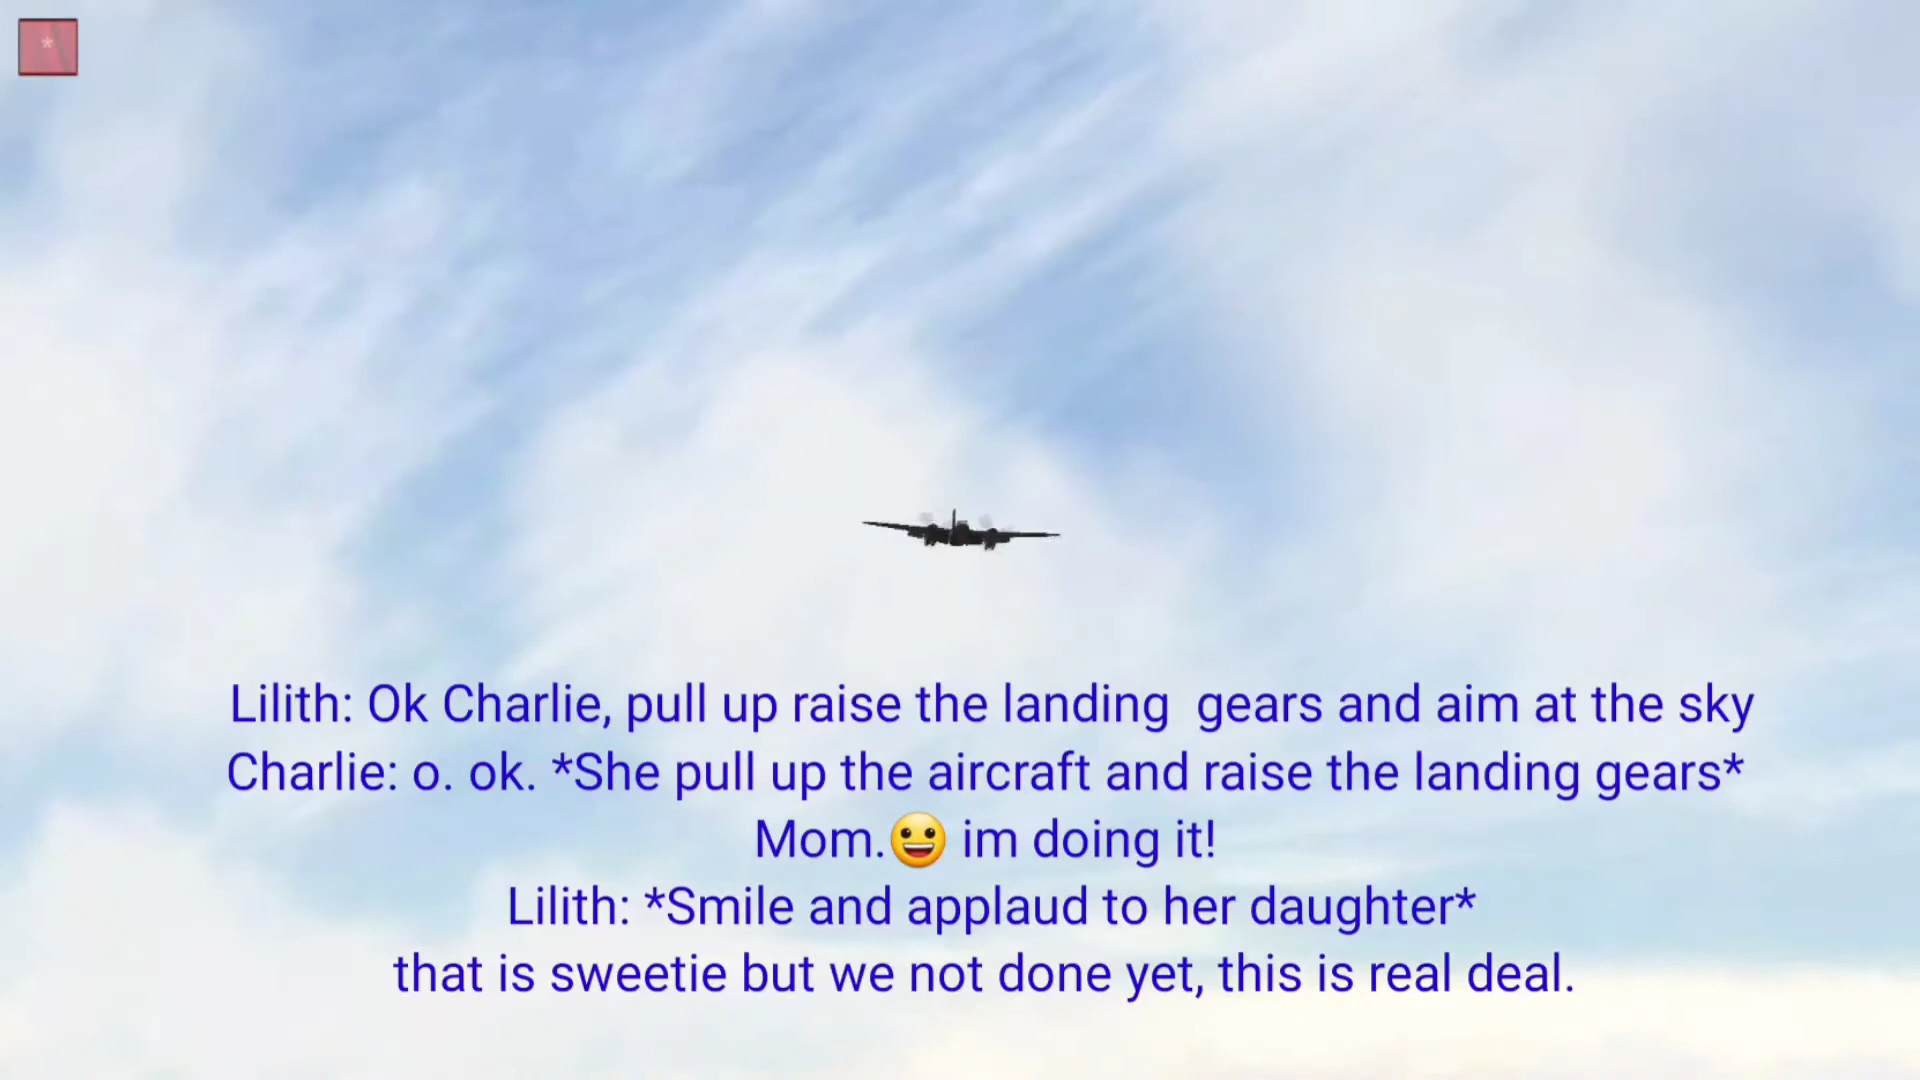 *
Lilith: Ok Charlie, pull up raise the landing  gears and aim at the sky
Charlie: o. ok. *She pull up the aircraft and raise the landing gears*
Mom.😀 im doing it!
Lilith: *Smile and applaud to her daughter*
that is sweetie but we not done yet, this is real deal.